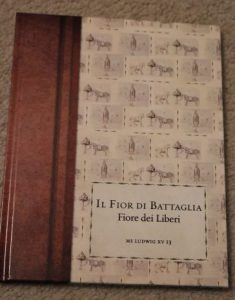 IL FIOR DI BATTAGLIA
Fiore dei Liberi
MS LUDWIG XV 13